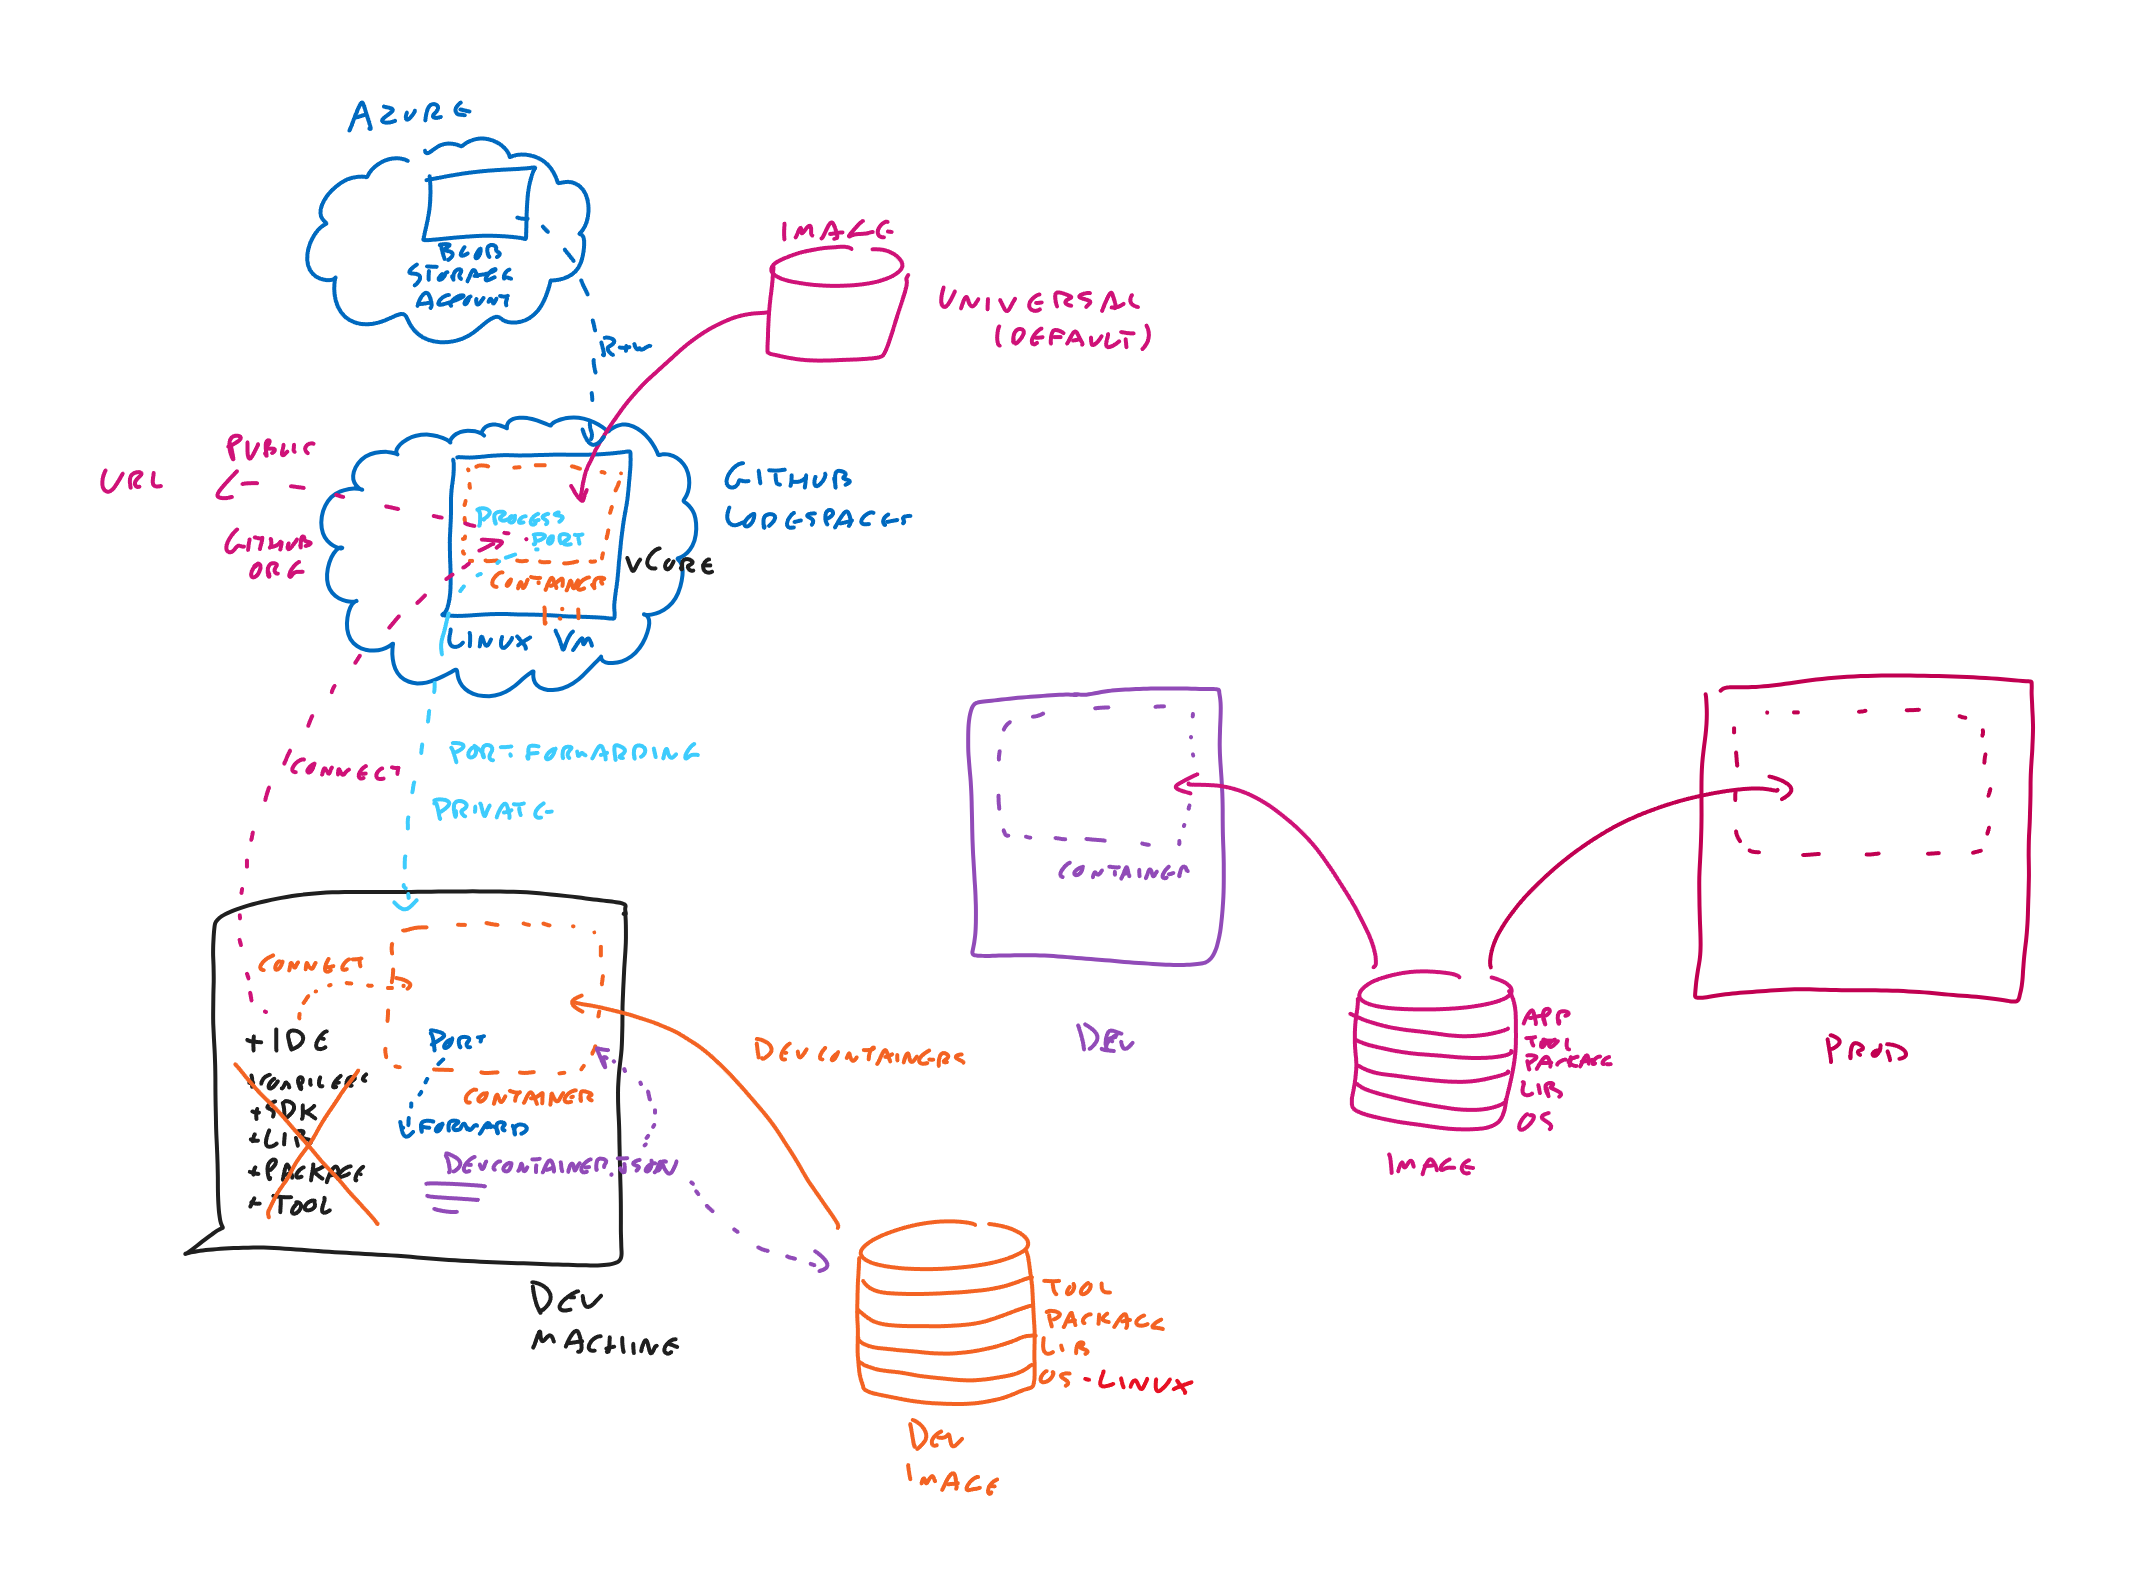 AZURE
BLOB
STORAGE
ACCOUNT
R+W
IMAGE
UNIVERSAL
(DEFAULT)
PUBLIC
URL
GITHUB
ORG
PROCESS
PORT
CONTAINER
LINUX VM
VCORE
GITHUB
CODESPACES
CONNECT
PORT FORWARDING
PRIVATE
CONNECT
+IDE
+COMPILERS
+SDK
+LIB
+PACKAGE
+TOOL
PORT
CONTAINER
FORWARD
DEVCONTAINER.JSON
DEV
MACHINE
DEVCONTAINERS
TOOL
PACKAGE
LIB
OS - LINUX
DEV
IMAGE
CONTAINER
DEV
APP
TOOL
PACKAGE
LIB
OS
IMAGE
PROD